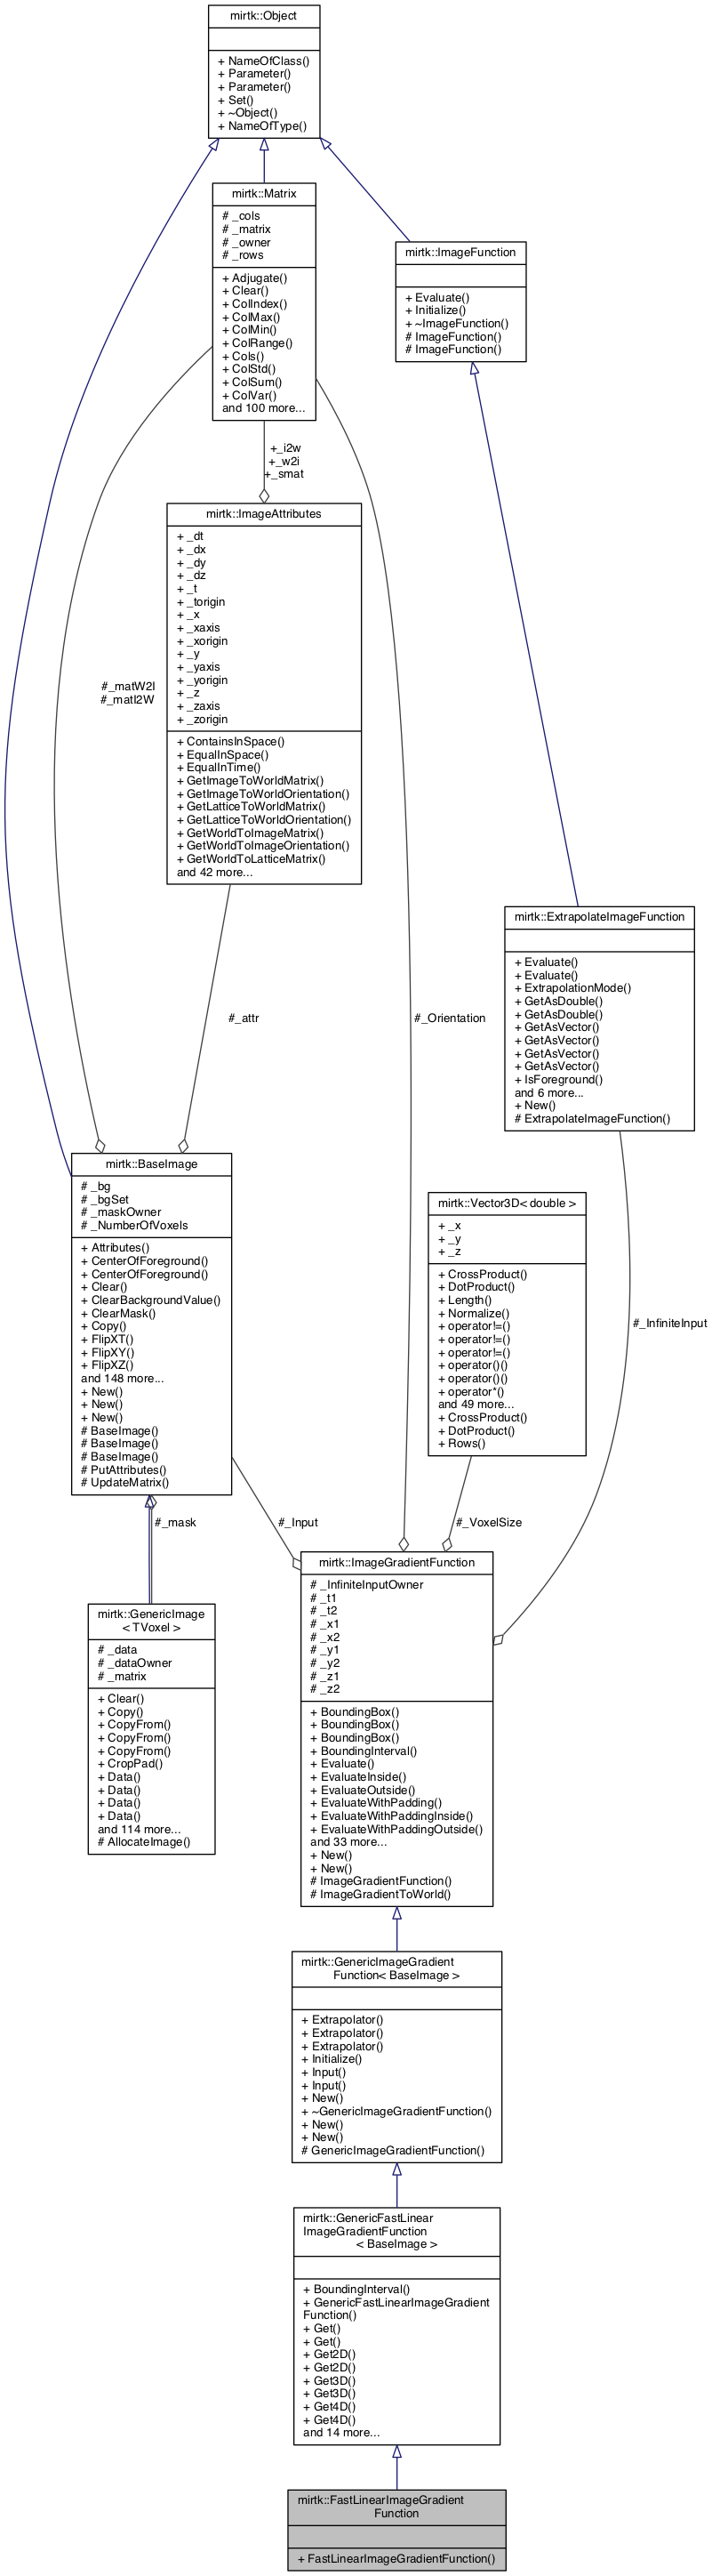 mirtk::Object
+ NameOfClass()
+ Parameter()
+ Parameter()
+ Set()
+ ~Object()
+ NameOfType()
mirtk::Matrix
# _cols
# _matrix
# _owner
# _rows
+ Adjugate()
+ Clear()
+ ColIndex()
+ ColMax()
+ ColMin()
+ ColRange()
+ Cols()
+ ColStd()
+ ColSum()
+ ColVar()
and 100 more...
mirtk::ImageFunction
+ Evaluate()
+ Initialize()
+ ~ImageFunction()
# ImageFunction()
# ImageFunction()
+_i2w
+_w2i
+_smat
mirtk::ImageAttributes
+ _dt
+ _dx
+ _dy
+ _dz
+ _t
+ _torigin
+ _x
+ _xaxis
+ _xorigin
+ _y
+ _yaxis
+ _yorigin
+ _z
+ _zaxis
+ _zorigin
+ ContainsInSpace()
+ EqualInSpace()
+ EqualInTime()
+ GetImageToWorldMatrix()
+ GetImageToWorldOrientation()
+ GetLatticeToWorldMatrix()
+ GetLatticeToWorldOrientation()
+ GetWorldToImageMatrix()
+ GetWorldToImageOrientation()
+ GetWorldToLatticeMatrix()
and 42 more...
#_matW2I
#_matI2W
#_attr
#_Orientation
mirtk::ExtrapolateImageFunction
+ Evaluate()
+ Evaluate()
+ ExtrapolationMode()
+ GetAsDouble()
+ GetAsDouble()
+ GetAsVector()
+ GetAsVector()
+ GetAsVector()
+ GetAsVector()
+ IsForeground()
and 6 more...
+ New()
# ExtrapolateImageFunction()
mirtk::BaseImage
# _bg
# _bgSet
# _maskOwner
# _NumberOfVoxels
+ Attributes()
+ CenterOfForeground()
+ CenterOfForeground()
+ Clear()
+ ClearBackgroundValue()
+ ClearMask()
+ Copy()
+ FlipXT()
+ FlipXY()
+ FlipXZ()
and 148 more...
+ New()
+ New()
+ New()
# BaseImage()
# BaseImage()
# BaseImage()
# PutAttributes()
# UpdateMatrix()
mirtk::Vector3D< double >
+ _x
+ _y
+ _z
+ CrossProduct()
+ DotProduct()
+ Length()
+ Normalize()
+ operator!=()
+ operator!=()
+ operator!=()
+ operator()()
+ operator()()
+ operator*()
and 49 more...
+ CrossProduct()
+ DotProduct()
+ Rows()
#_InfiniteInput
#_mask
#_Input
#_VoxelSize
mirtk::GenericImage
< TVoxel >
# _data
# _dataOwner
# _matrix
+ Clear()
+ Copy()
+ CopyFrom()
+ CopyFrom()
+ CopyFrom()
+ CropPad()
+ Data()
+ Data()
+ Data()
+ Data()
and 114 more...
# AllocateImage()
mirtk::ImageGradientFunction
# _InfiniteInputOwner
# _t1
# _t2
# _x1
# _x2
# _y1
# _y2
# _z1
# _z2
+ BoundingBox()
+ BoundingBox()
+ BoundingBox()
+ BoundingInterval()
+ Evaluate()
+ EvaluateInside()
+ EvaluateOutside()
+ EvaluateWithPadding()
+ EvaluateWithPaddingInside()
+ EvaluateWithPaddingOutside()
and 33 more...
+ New()
+ New()
# ImageGradientFunction()
# ImageGradientToWorld()
mirtk::GenericImageGradient
Function< BaseImage >
+ Extrapolator()
+ Extrapolator()
+ Extrapolator()
+ Initialize()
+ Input()
+ Input()
+ New()
+ ~GenericImageGradientFunction()
+ New()
+ New()
# GenericImageGradientFunction()
mirtk::GenericFastLinear
ImageGradientFunction
< BaseImage >
+ BoundingInterval()
+ GenericFastLinearImageGradient
Function()
+ Get()
+ Get()
+ Get2D()
+ Get2D()
+ Get3D()
+ Get3D()
+ Get4D()
+ Get4D()
and 14 more...
mirtk::FastLinearImageGradient
Function
+ FastLinearImageGradientFunction()